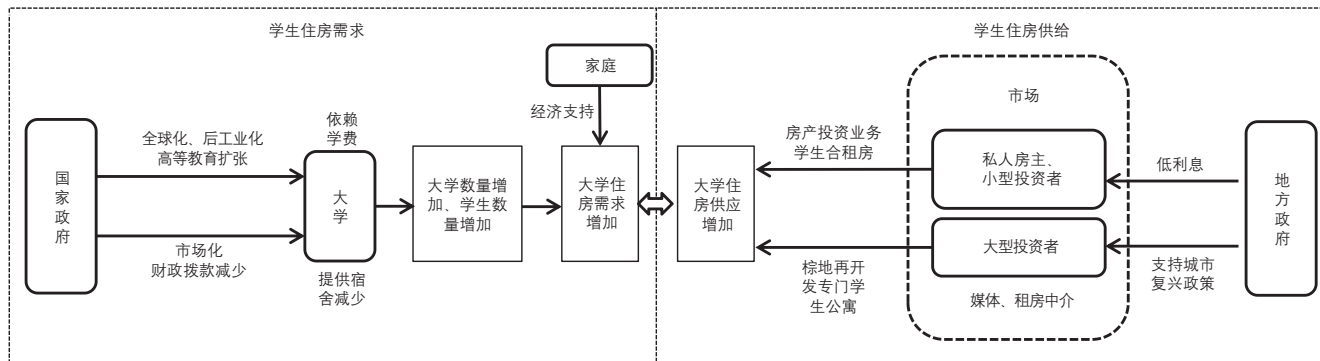 学生住房需求
国家政府
全球化、后工业化
高等教育扩张
市场化
财政拨款减少
依赖
学费
大学
提供宿
舍减少
大学数量增
加、学生数
量增加
家庭
经济支持
大学住
房需求
增加
学生住房供给
大学住
房供应
增加
房产投资业务
学生合租房
棕地再开
发专门学
生公寓
市场
私人房主、
小型投资者
大型投资者
媒体、租房中介
低利息
支持城市
复兴政策
地方政府